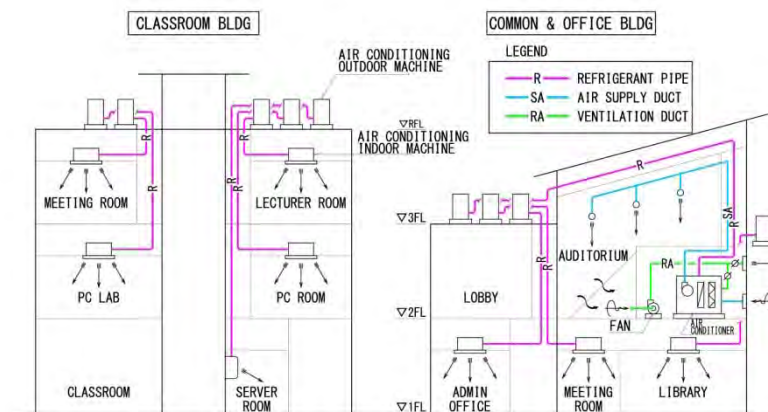 CLASSROOM BLDG
COMMON & OFFICE BLDG
AIR CONDITIONING
OUTDOOR MACHINE
LEGEND
R REFRIGERANT PIPE
SA AIR SUPPLY DUCT
RA VENTILATION DUCT
▽RFL
AIR CONDITIONING
INDOOR MACHINE
R
R
R
R
R
R
MEETING ROOM
LECTURER ROOM
▽3FL
SA
R
R
R
AUDITORIUM
RA
PC LAB
PC ROOM
LOBBY
▽2FL
FAN
AIR
CONDITIONER
CLASSROOM
SERVER
ROOM
ADMIN
OFFICE
MEETING
ROOM
LIBRARY
▽1FL